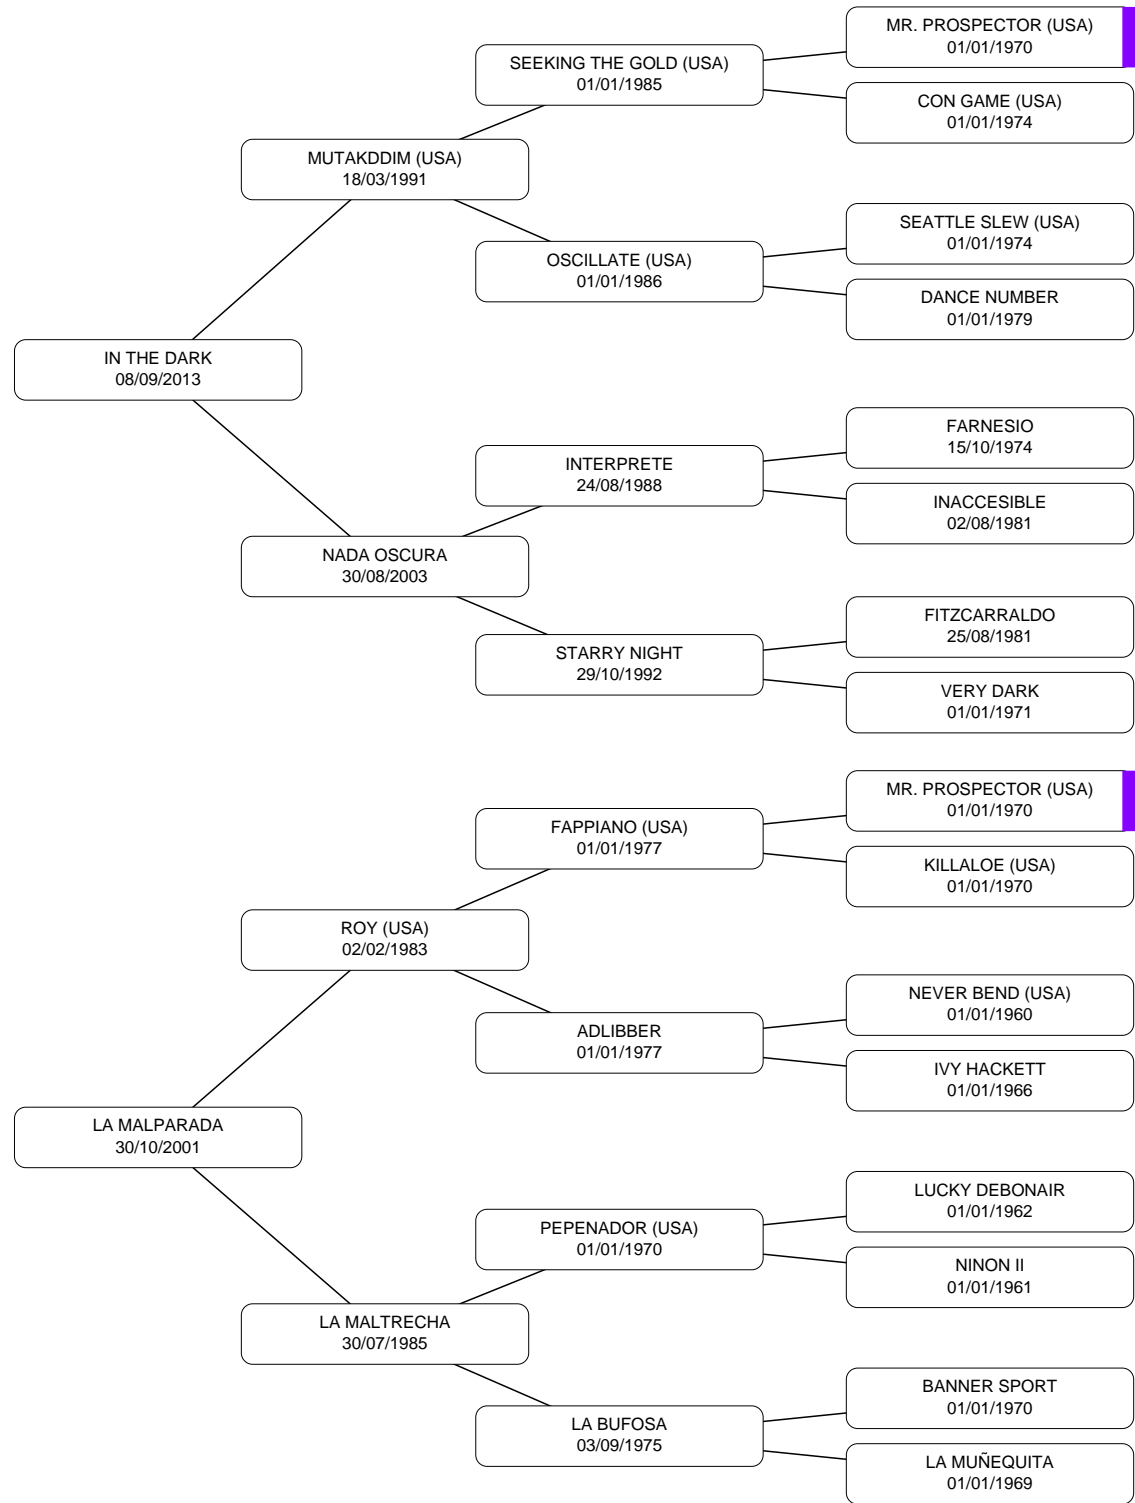 MR. PROSPECTOR (USA)
01/01/1970
SEEKING THE GOLD (USA)
01/01/1985
CON GAME (USA)
01/01/1974
MUTAKDDIM (USA)
18/03/1991
SEATTLE SLEW (USA)
01/01/1974
OSCILLATE (USA)
01/01/1986
DANCE NUMBER
01/01/1979
IN THE DARK
08/09/2013
FARNESIO
15/10/1974
INTERPRETE
24/08/1988
INACCESIBLE
02/08/1981
NADA OSCURA
30/08/2003
FITZCARRALDO
25/08/1981
STARRY NIGHT
29/10/1992
VERY DARK
01/01/1971
MR. PROSPECTOR (USA)
01/01/1970
FAPPIANO (USA)
01/01/1977
KILLALOE (USA)
01/01/1970
ROY (USA)
02/02/1983
NEVER BEND (USA)
01/01/1960
ADLIBBER
01/01/1977
IVY HACKETT
01/01/1966
LA MALPARADA
30/10/2001
LUCKY DEBONAIR
01/01/1962
PEPENADOR (USA)
01/01/1970
NINON II
01/01/1961
LA MALTRECHA
30/07/1985
BANNER SPORT
01/01/1970
LA BUFOSA
03/09/1975
LA MUÑEQUITA
01/01/1969